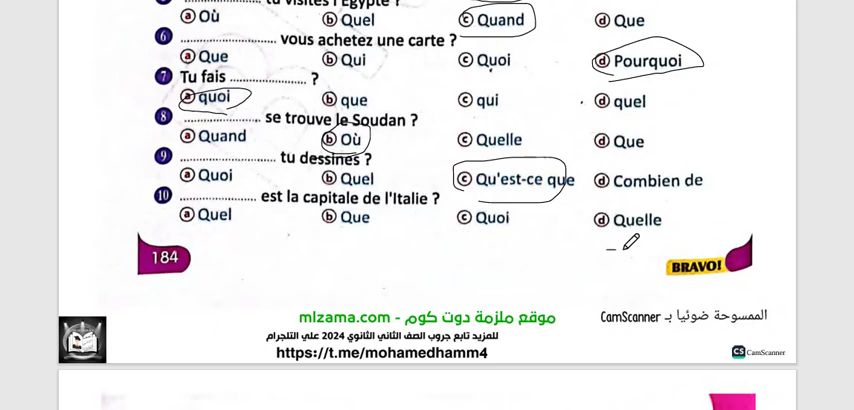 tu visites l'Egypte ?
ⓐ Où ⓑ Quel ⓒ Quand ⓓ Que
6 .............................. vous achetez une carte ?
ⓐ Que ⓑ Qui ⓒ Quoi ⓓ Pourquoi
7 Tu fais ........................ ?
ⓐ quoi ⓑ que ⓒ qui ⓓ quel
8 ........................ se trouve le Soudan ?
ⓐ Quand ⓑ Où ⓒ Quelle ⓓ Que
9 .............................. tu dessines ?
ⓐ Quoi ⓑ Quel ⓒ Qu'est-ce que ⓓ Combien de
10 ........................ est la capitale de l'Italie ?
ⓐ Quel ⓑ Que ⓒ Quoi ⓓ Quelle
184
BRAVO!
موقع ملزمة دوت كوم - mlzama.com
الممسوحة ضوئيا بـ CamScanner
للمزيد تابع جروب الصف الثاني الثانوي 2024 علي التلجرام
https://t.me/mohamedhamm4
CS CamScanner